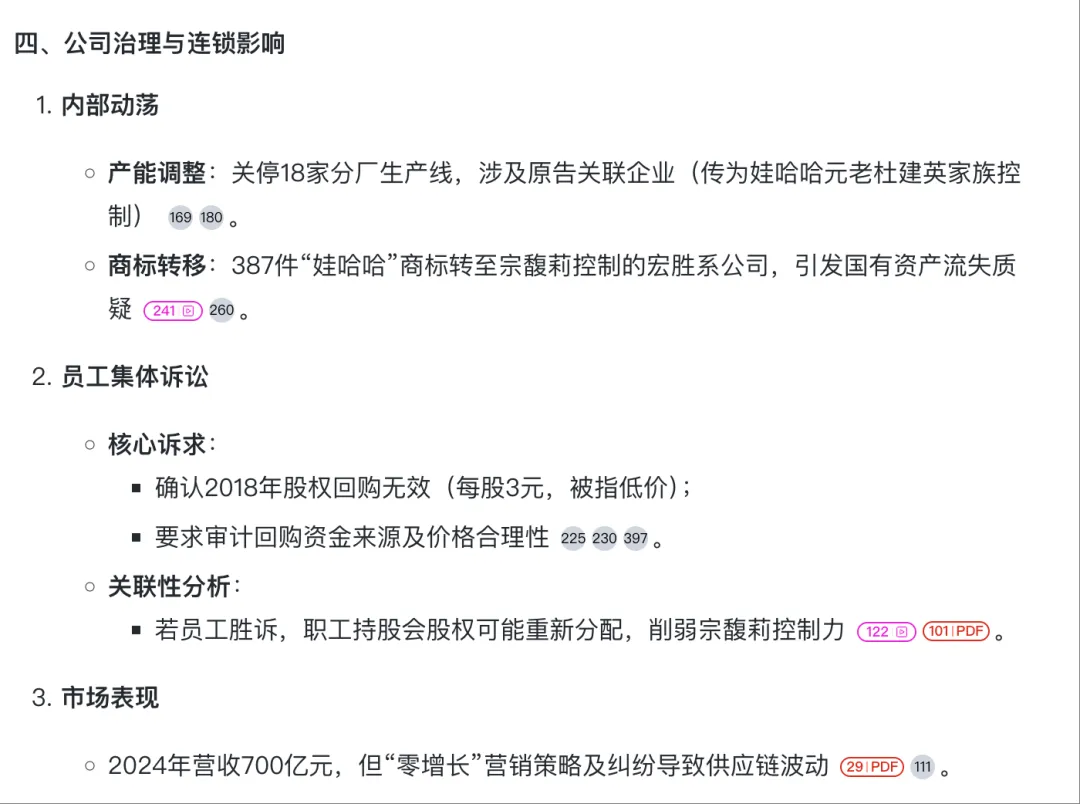 四、公司治理与连锁影响
1. 内部动荡
○ 产能调整：关停18家分厂生产线，涉及原告关联企业（传为娃哈哈元老杜建英家族控
制） 169 180 。
○ 商标转移：387件“娃哈哈”商标转至宗馥莉控制的宏胜系公司，引发国有资产流失质
疑 241 260 。
2. 员工集体诉讼
○ 核心诉求：
■ 确认2018年股权回购无效（每股3元，被指低价）；
■ 要求审计回购资金来源及价格合理性 225 230 397 。
○ 关联性分析：
■ 若员工胜诉，职工持股会股权可能重新分配，削弱宗馥莉控制力 122 101|PDF 。
3. 市场表现
○ 2024年营收700亿元，但“零增长”营销策略及纠纷导致供应链波动 29|PDF 111 。